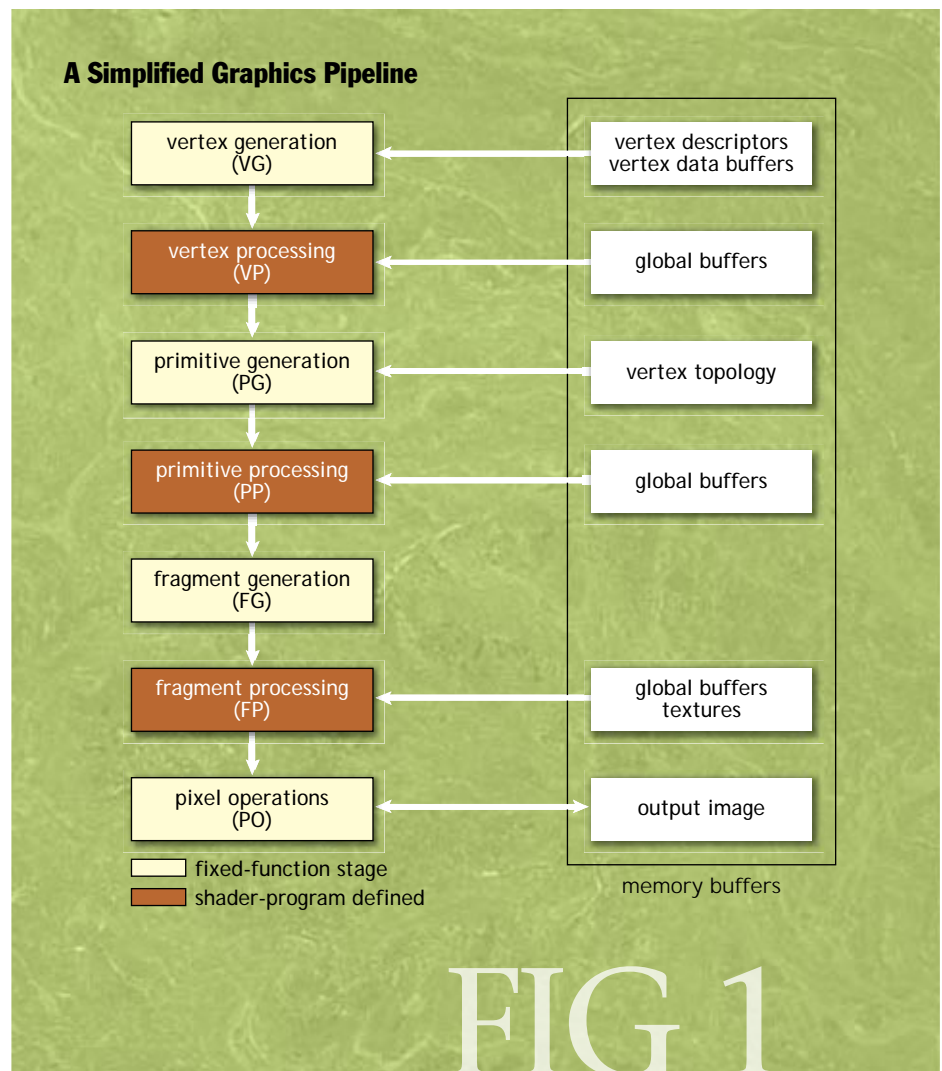 A Simplified Graphics Pipeline
vertex generation
(VG)
vertex descriptors
vertex data buffers
vertex processing
(VP)
global buffers
primitive generation
(PG)
vertex topology
primitive processing
(PP)
global buffers
fragment generation
(FG)
fragment processing
(FP)
global buffers
textures
pixel operations
(PO)
output image
fixed-function stage
shader-program defined
memory buffers
FIG 1